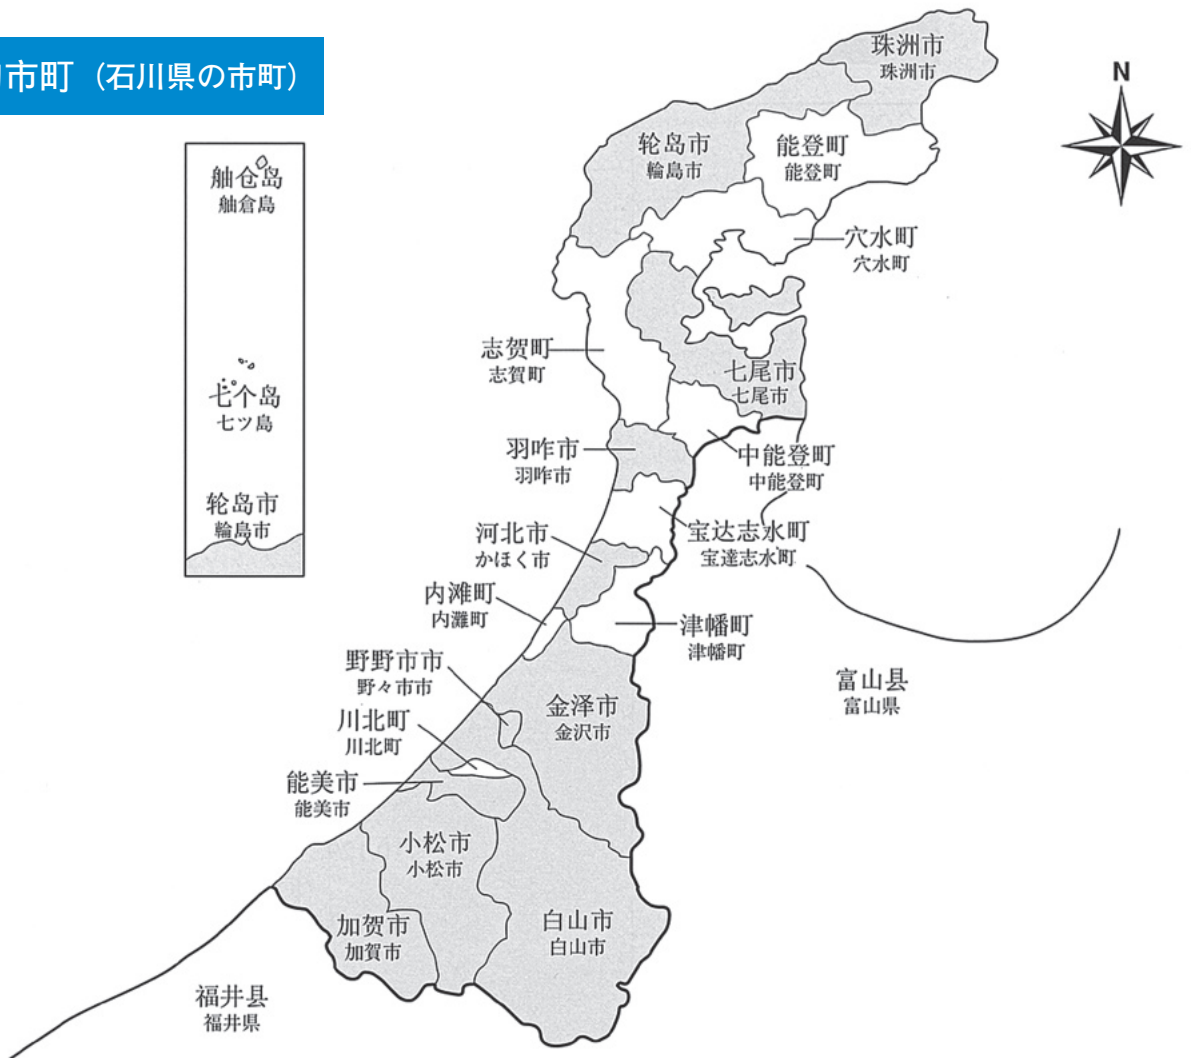 市町（石川県の市町）
N
珠洲市
珠洲市
轮岛市
輪島市
能登町
能登町
舳仓岛
舳倉島
穴水町
穴水町
志贺町
志賀町
七尾市
七尾市
七个岛
七ツ島
羽咋市
羽咋市
中能登町
中能登町
轮岛市
輪島市
河北市
かほく市
宝达志水町
宝達志水町
内滩町
内灘町
津幡町
津幡町
野野市市
野々市市
金泽市
金沢市
富山县
富山県
川北町
川北町
能美市
能美市
小松市
小松市
加贺市
加賀市
白山市
白山市
福井县
福井県